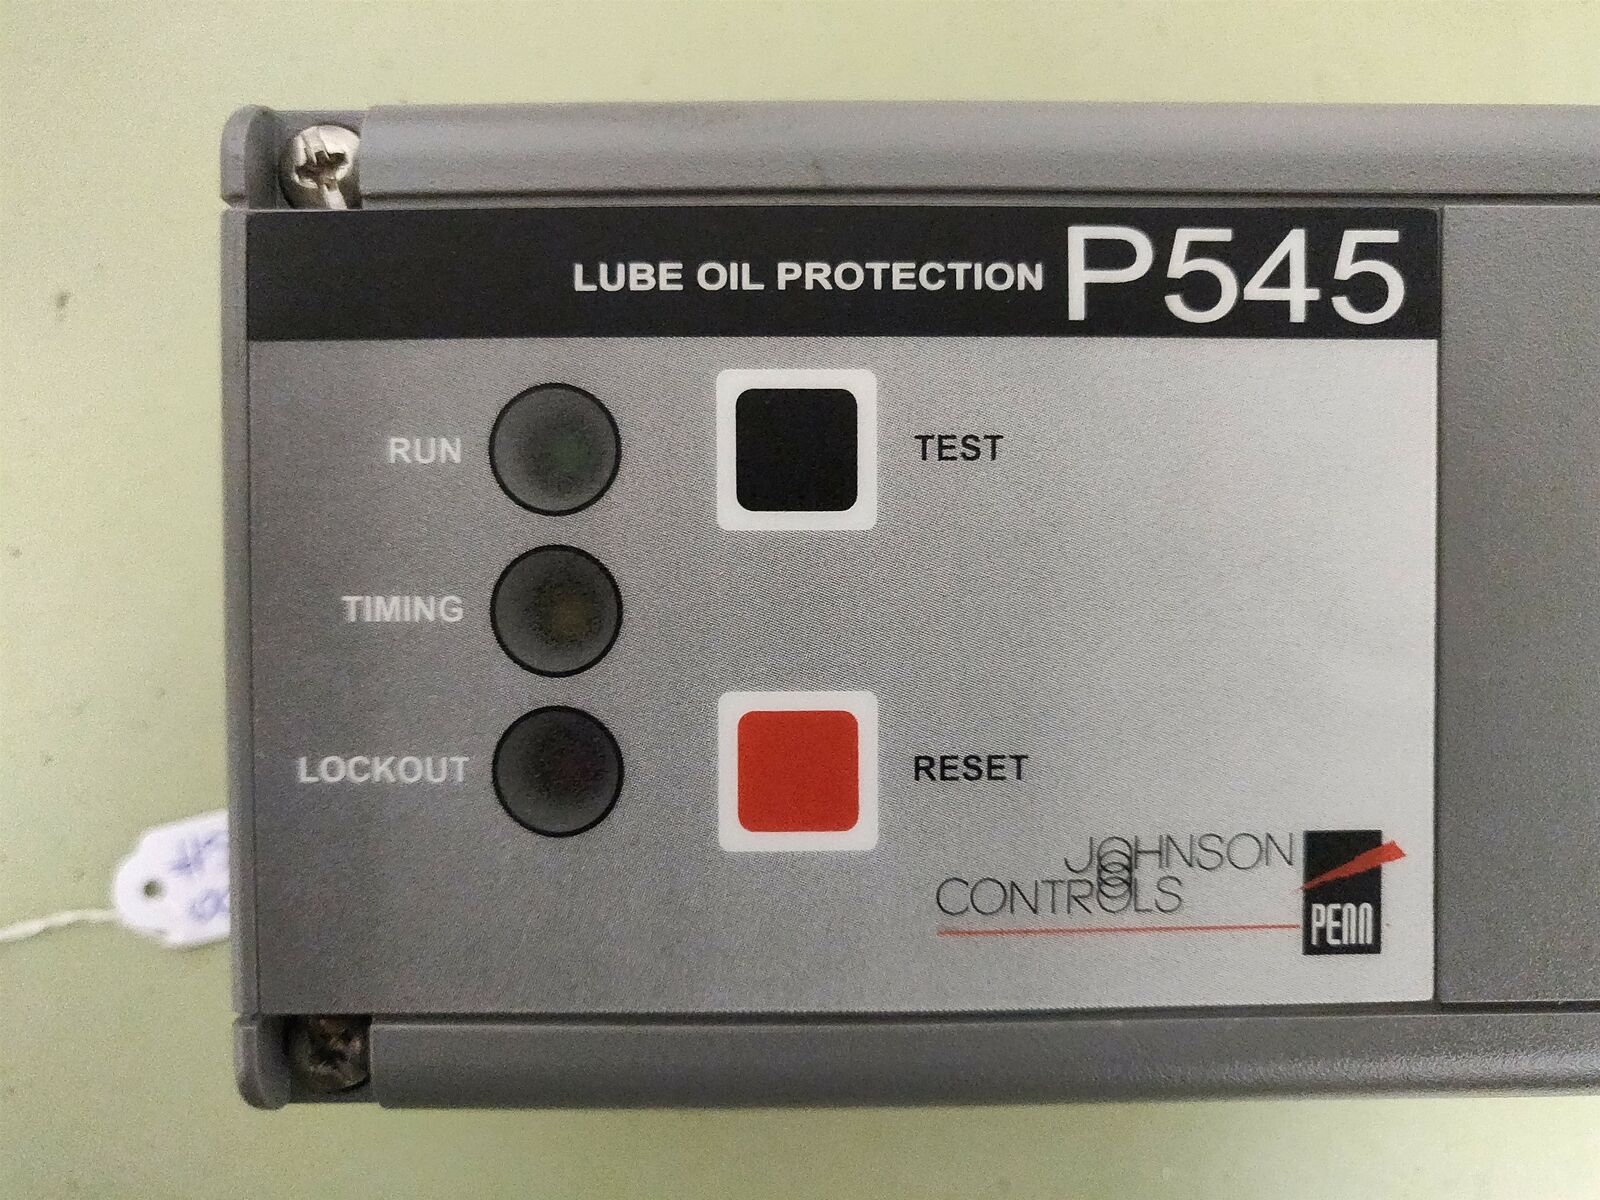 LUBE OIL PROTECTION P545
RUN
TEST
TIMING
LOCKOUT
RESET
JOHNSON
CONTROLS
PENN